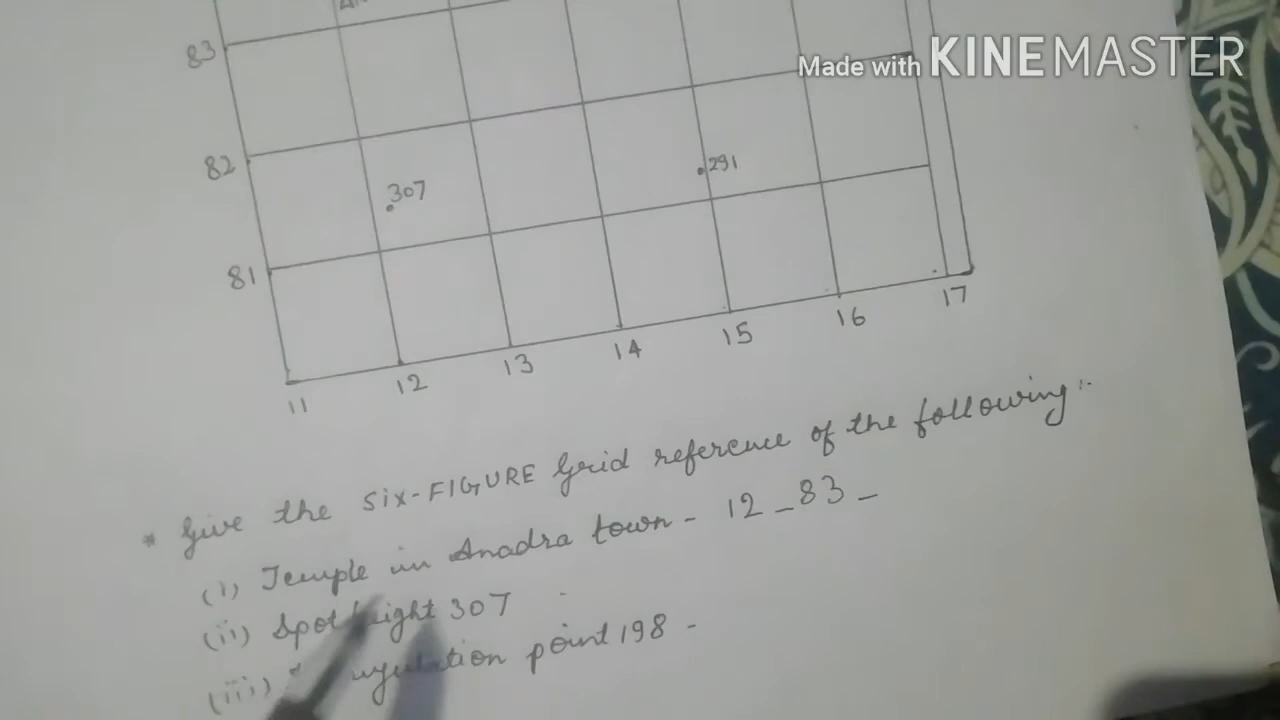 Made with KINEMASTER
83
82
307
291
81
11 12 13 14 15 16 17
* Give the SIX-FIGURE Grid reference of the following:-
(i) Temple in Anadra town - 12_83_
(ii) Spot height 307
(iii) point 198 -